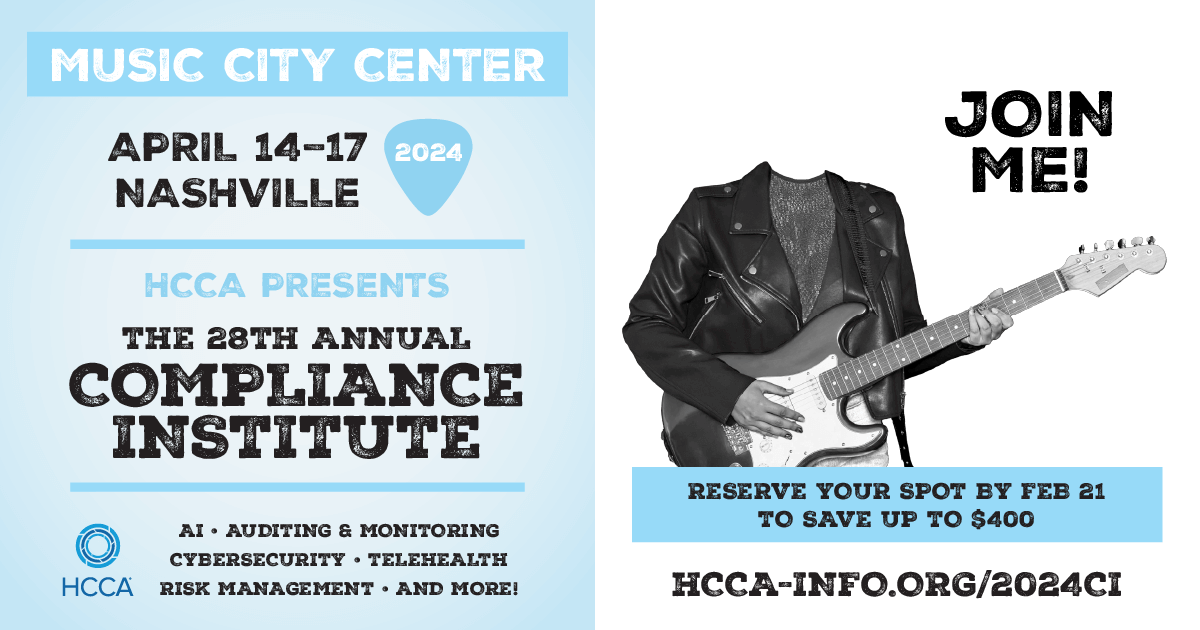 MUSIC CITY CENTER
APRIL 14–17
NASHVILLE
2024
HCCA PRESENTS
THE 28TH ANNUAL
COMPLIANCE
INSTITUTE
HCCA
AI • AUDITING & MONITORING
CYBERSECURITY • TELEHEALTH
RISK MANAGEMENT • AND MORE!
JOIN
ME!
RESERVE YOUR SPOT BY FEB 21
TO SAVE UP TO $400
HCCA-INFO.ORG/2024CI